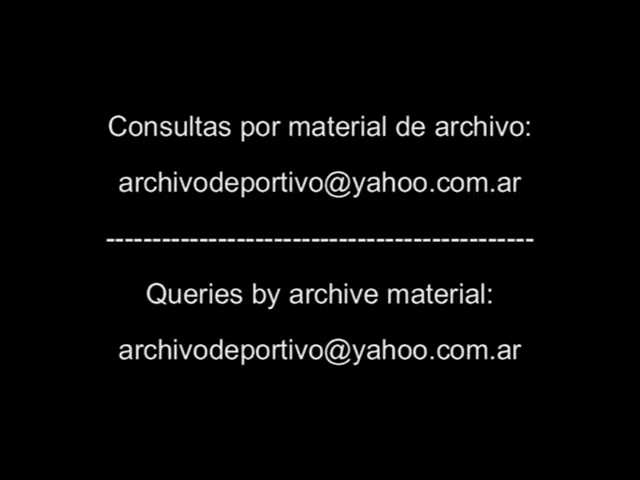 Consultas por material de archivo:
archivodeportivo@yahoo.com.ar
-----------------------------------------------
Queries by archive material:
archivodeportivo@yahoo.com.ar